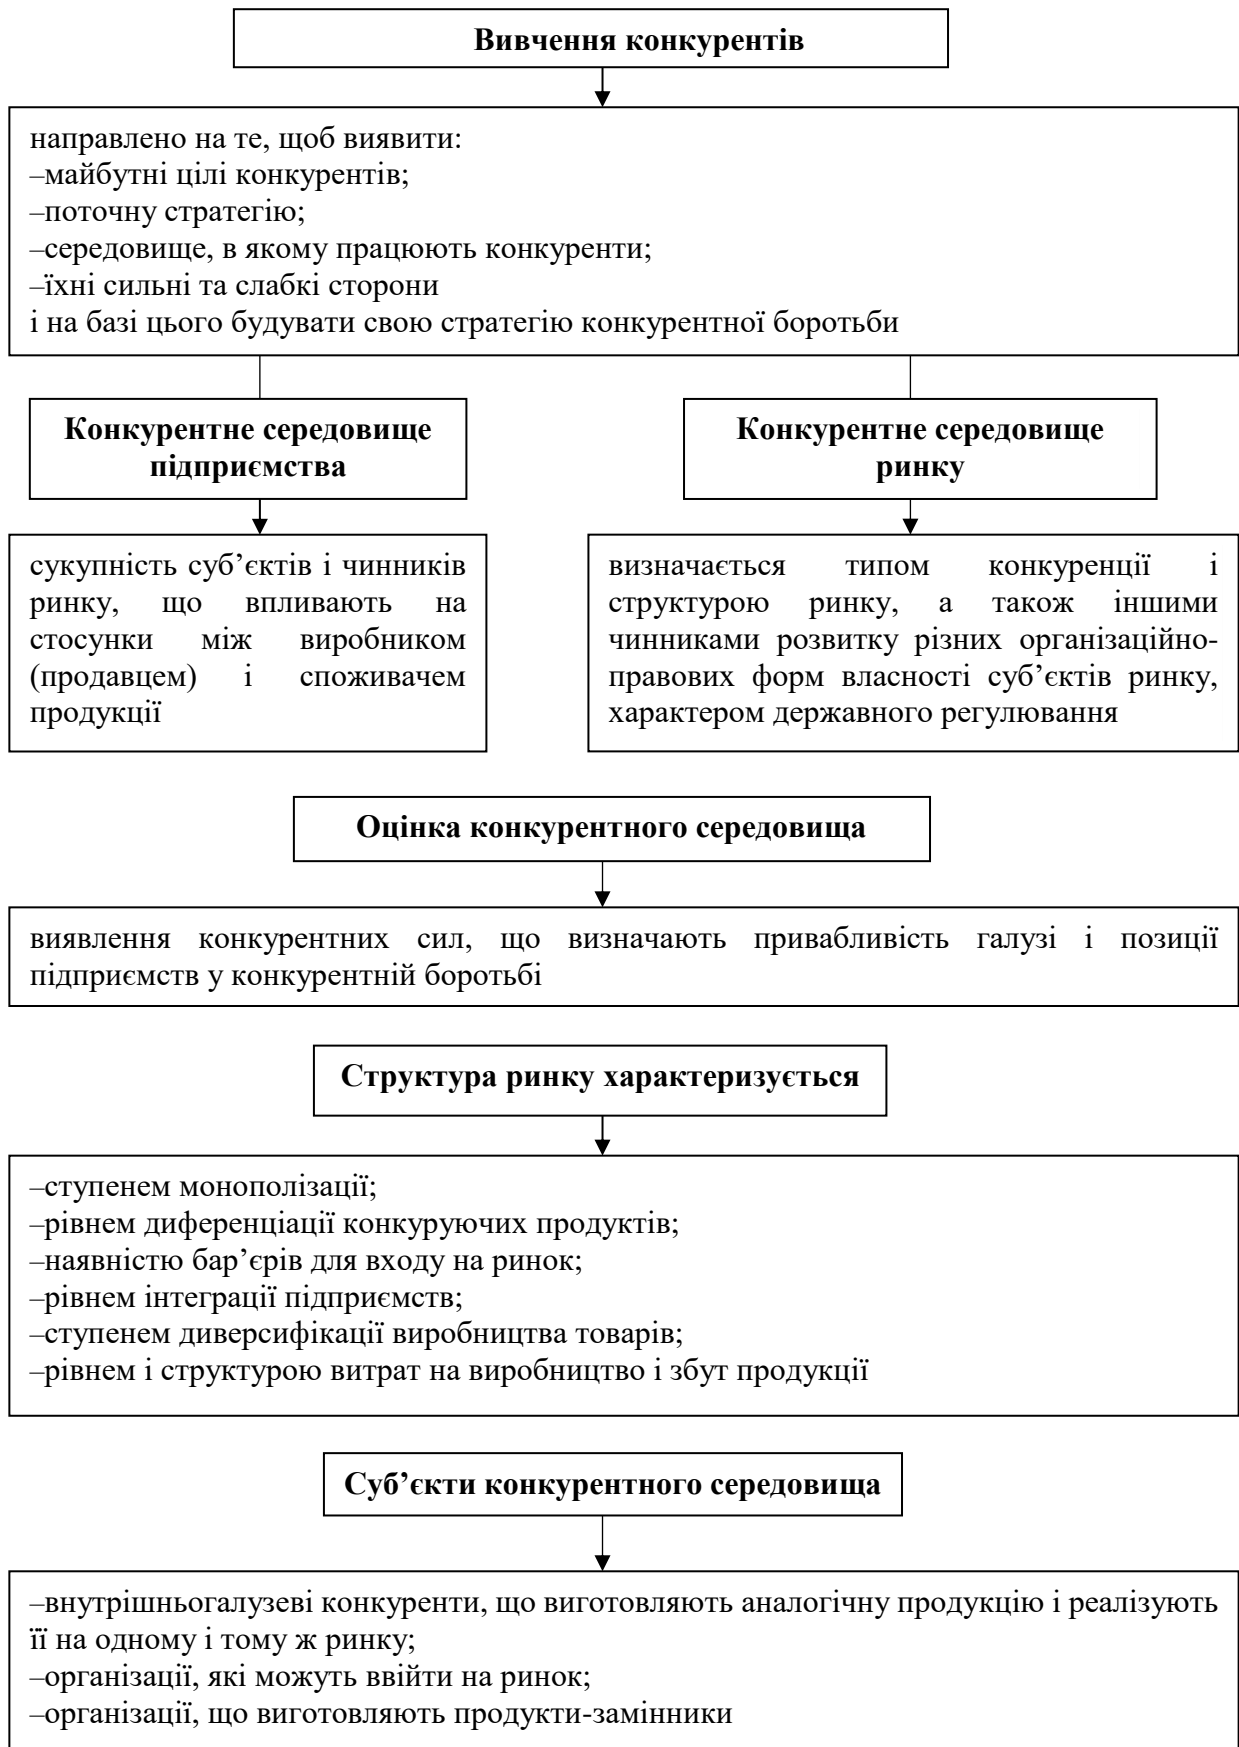 Вивчення конкурентів
направлено на те, щоб виявити:
–майбутні цілі конкурентів;
–поточну стратегію;
–середовище, в якому працюють конкуренти;
–їхні сильні та слабкі сторони
і на базі цього будувати свою стратегію конкурентної боротьби
Конкурентне середовище
підприємства
сукупність суб’єктів і чинників
ринку, що впливають на
стосунки між виробником
(продавцем) і споживачем
продукції
Конкурентне середовище
ринку
визначається типом конкуренції і
структурою ринку, а також іншими
чинниками розвитку різних організаційно-
правових форм власності суб’єктів ринку,
характером державного регулювання
Оцінка конкурентного середовища
виявлення конкурентних сил, що визначають привабливість галузі і позиції
підприємств у конкурентній боротьбі
Структура ринку характеризується
–ступенем монополізації;
–рівнем диференціації конкуруючих продуктів;
–наявністю бар’єрів для входу на ринок;
–рівнем інтеграції підприємств;
–ступенем диверсифікації виробництва товарів;
–рівнем і структурою витрат на виробництво і збут продукції
Суб’єкти конкурентного середовища
–внутрішньогалузеві конкуренти, що виготовляють аналогічну продукцію і реалізують
її на одному і тому ж ринку;
–організації, які можуть ввійти на ринок;
–організації, що виготовляють продукти-замінники